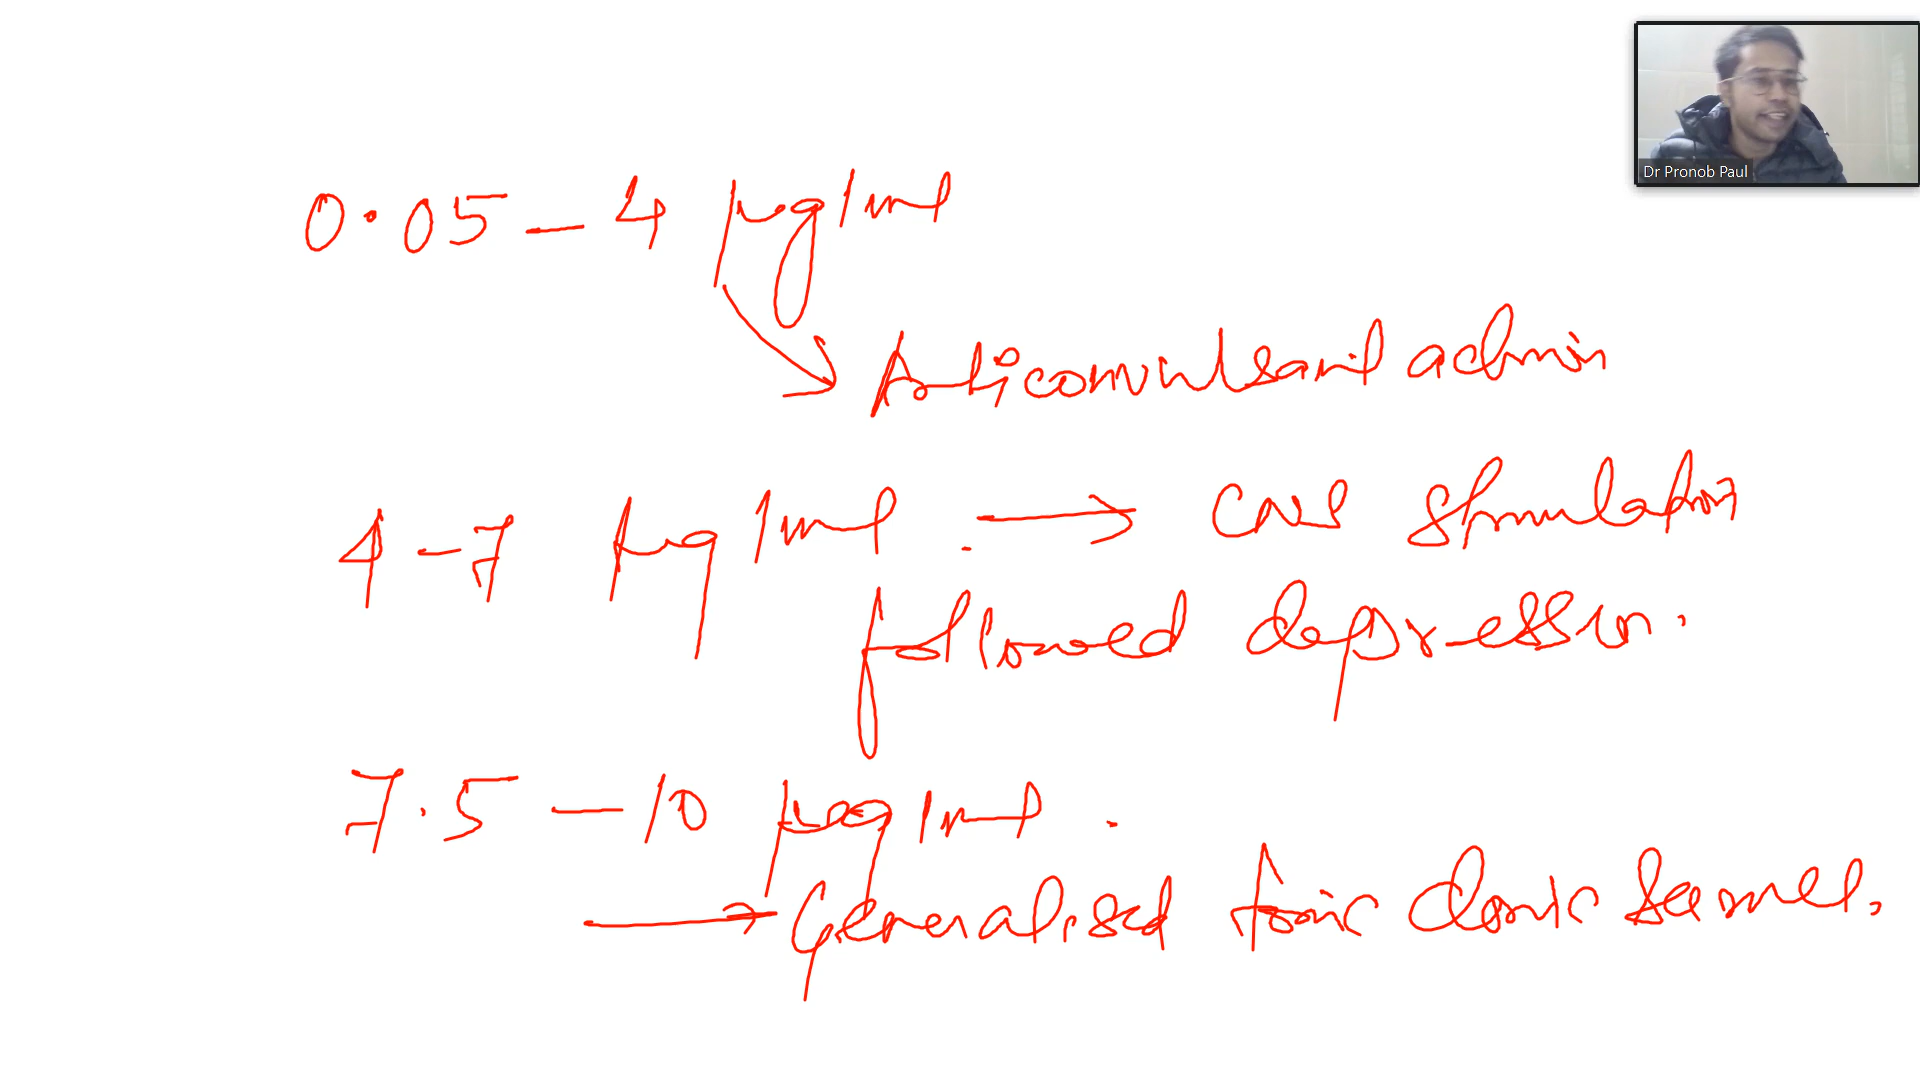 Dr Pronob Paul
0.05 – 4 μg/ml
→ Anticonvulsant action
4 – 7 μg/ml . → CNS stimulation
followed depression.
7.5 – 10 μg/ml .
→ Generalised tonic clonic seizures.